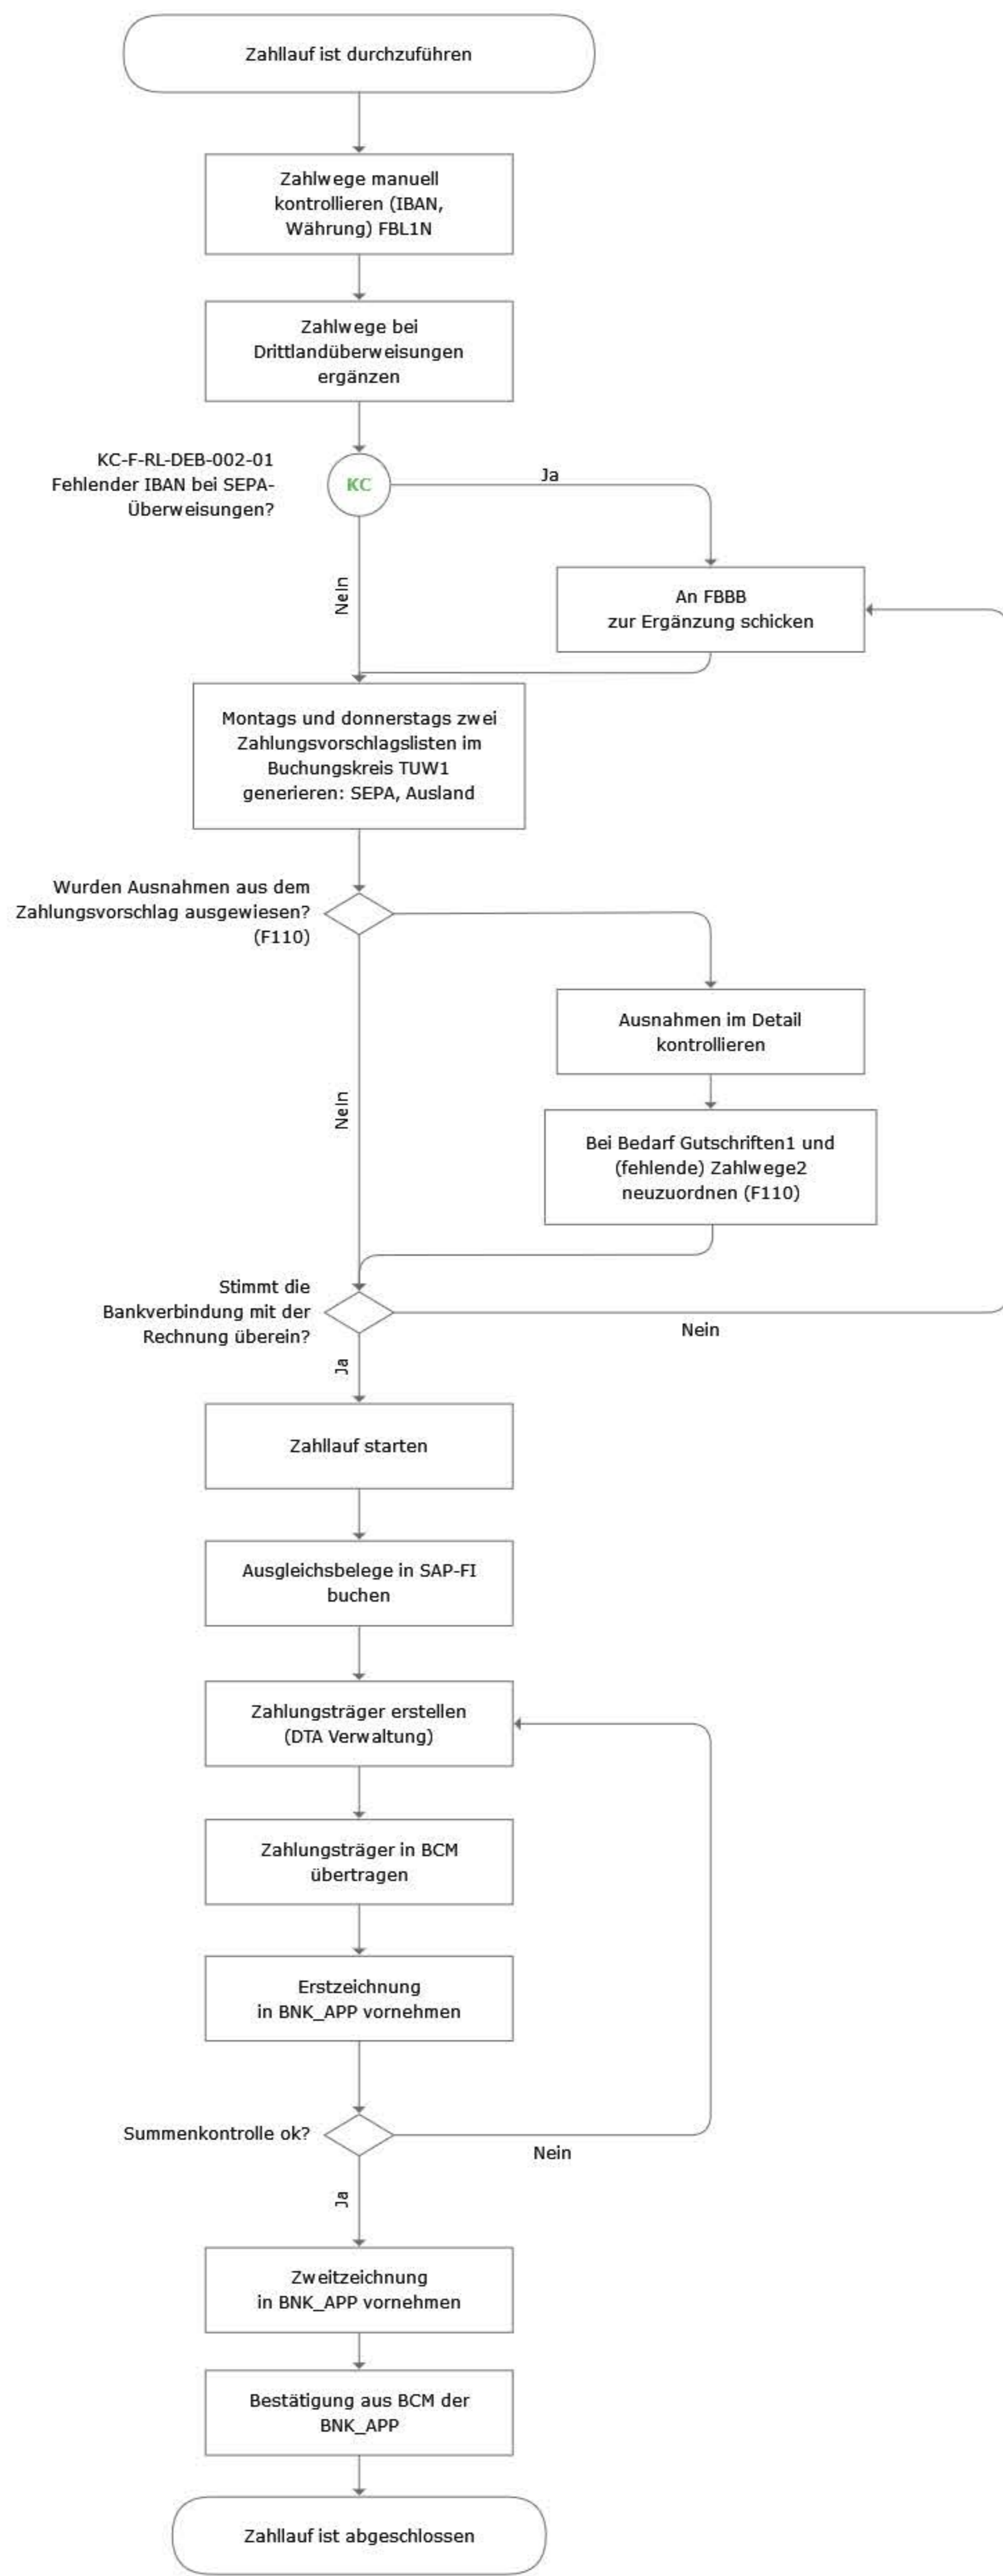 Zahllauf ist durchzuführen
Zahlwege manuell
kontrollieren (IBAN,
Währung) FBL1N
Zahlwege bei
Drittlandüberweisungen
ergänzen
KC-F-RL-DEB-002-01
Fehlender IBAN bei SEPA-
Überweisungen?
KC
Ja
Nein
An FBBB
zur Ergänzung schicken
Montags und donnerstags zwei
Zahlungsvorschlagslisten im
Buchungskreis TUW1
generieren: SEPA, Ausland
Wurden Ausnahmen aus dem
Zahlungsvorschlag ausgewiesen?
(F110)
Ausnahmen im Detail
kontrollieren
Nein
Bei Bedarf Gutschriften1 und
(fehlende) Zahlwege2
neuzuordnen (F110)
Stimmt die
Bankverbindung mit der
Rechnung überein?
Nein
Ja
Zahllauf starten
Ausgleichsbelege in SAP-FI
buchen
Zahlungsträger erstellen
(DTA Verwaltung)
Zahlungsträger in BCM
übertragen
Erstzeichnung
in BNK_APP vornehmen
Summenkontrolle ok?
Nein
Ja
Zweitzeichnung
in BNK_APP vornehmen
Bestätigung aus BCM der
BNK_APP
Zahllauf ist abgeschlossen